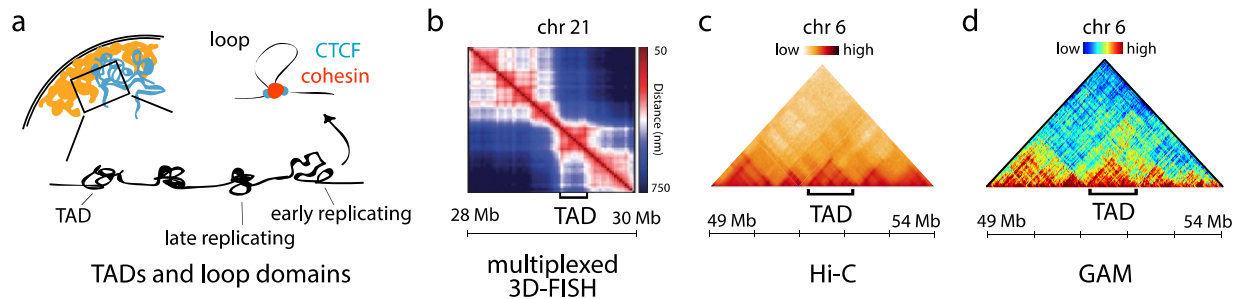 a
loop
CTCF
cohesin
TAD
late replicating
early replicating
TADs and loop domains
b
chr 21
50
Distance (nm)
750
28 Mb
TAD
30 Mb
multiplexed
3D-FISH
c
chr 6
low high
49 Mb
TAD
54 Mb
Hi-C
d
chr 6
low high
49 Mb
TAD
54 Mb
GAM